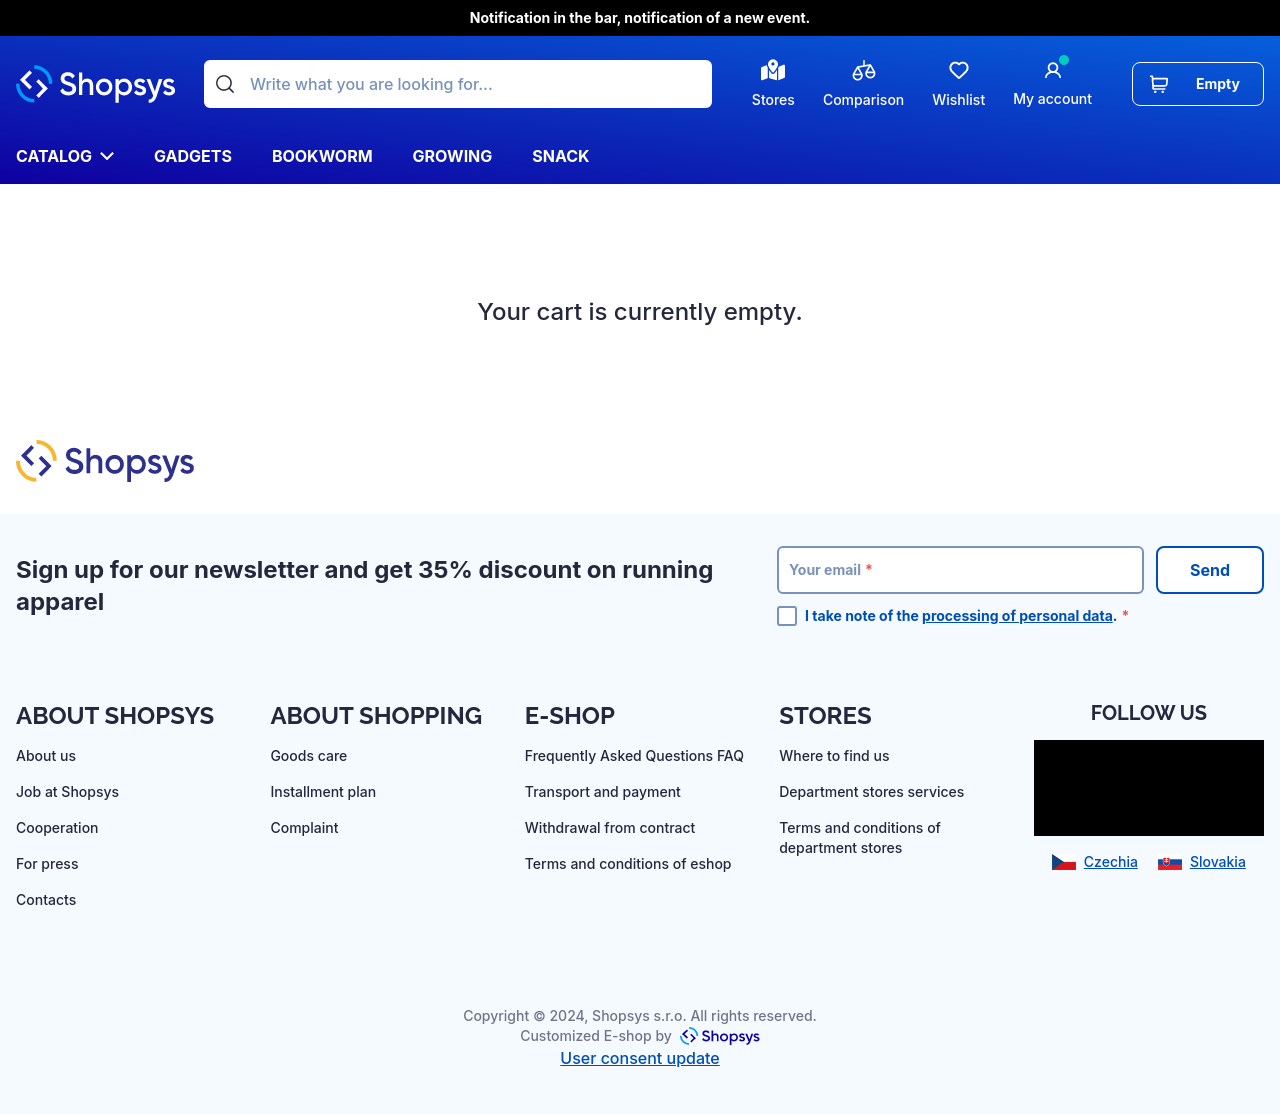 Notification in the bar, notification of a new event.
Shopsys
Write what you are looking for...
Stores
Comparison
Wishlist
My account
Empty
CATALOG
GADGETS
BOOKWORM
GROWING
SNACK
Your cart is currently empty.
Shopsys
Sign up for our newsletter and get 35% discount on running
apparel
Your email *
Send
I take note of the processing of personal data. *
ABOUT SHOPSYS
About us
Job at Shopsys
Cooperation
For press
Contacts
ABOUT SHOPPING
Goods care
Installment plan
Complaint
E-SHOP
Frequently Asked Questions FAQ
Transport and payment
Withdrawal from contract
Terms and conditions of eshop
STORES
Where to find us
Department stores services
Terms and conditions of
department stores
FOLLOW US
Czechia
Slovakia
Copyright © 2024, Shopsys s.r.o. All rights reserved.
Customized E-shop by Shopsys
User consent update